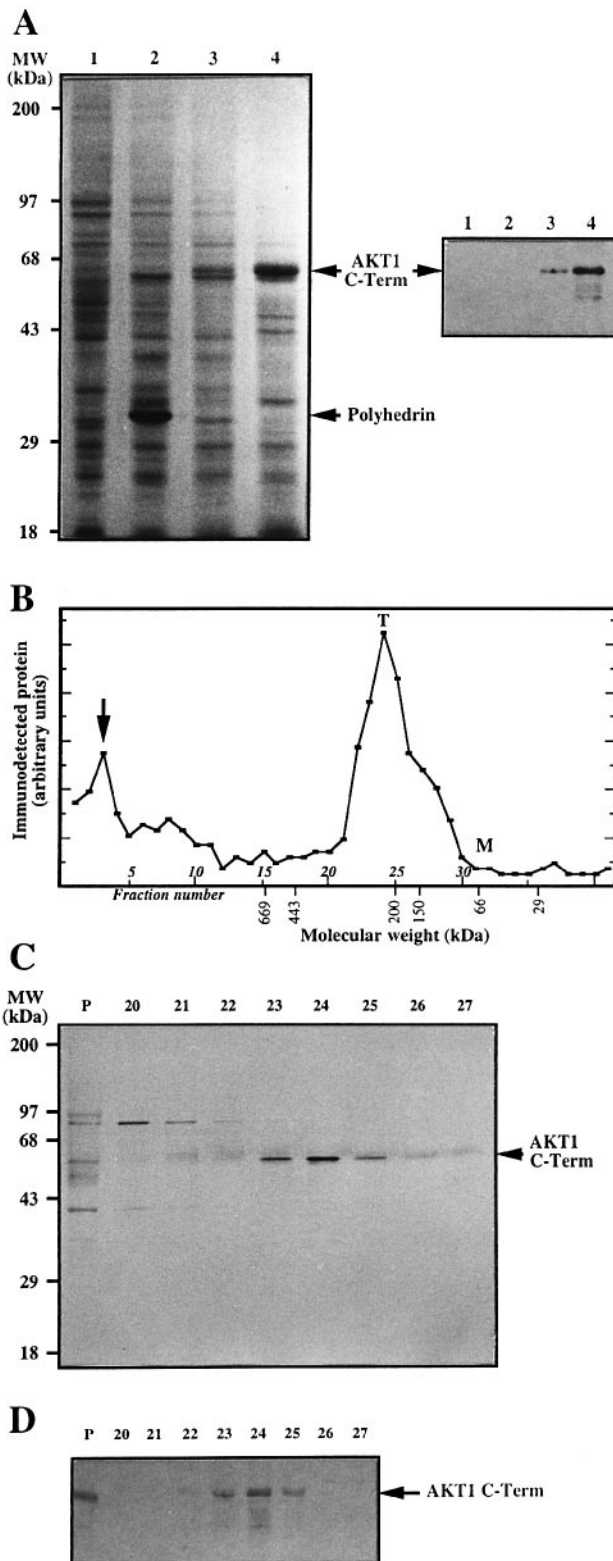 A
MW
(kDa)
1 2 3 4
200
97
68
43
29
18
AKT1
C-Term
Polyhedrin
1 2 3 4
B
Immunodetected protein
(arbitrary units)
T
M
5 10 15 20 25 30
Fraction number
669 443 200 150 66 29
Molecular weight (kDa)
C
MW
(kDa)
P 20 21 22 23 24 25 26 27
200
97
68
43
29
18
AKT1
C-Term
D
P 20 21 22 23 24 25 26 27
AKT1 C-Term